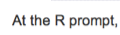 At the R prompt,